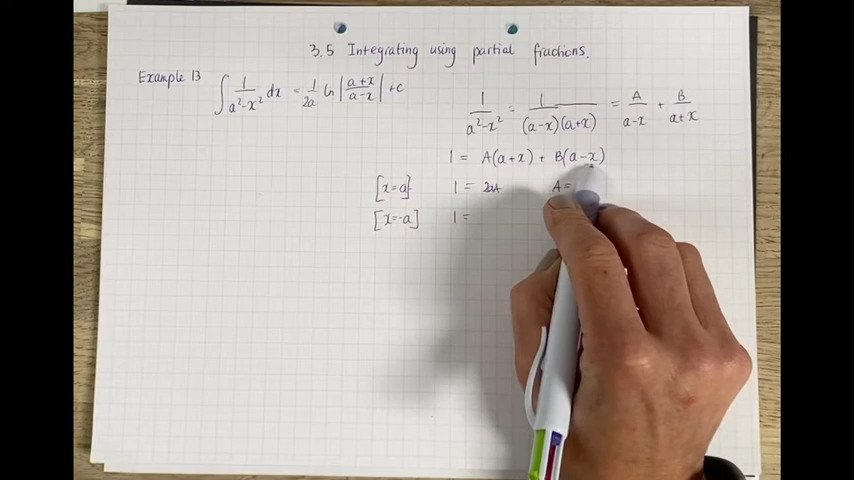 3.5 Integrating using partial fractions.
Example 13 ∫ 1/(a²-x²) dx = 1/2a ln |(a+x)/(a-x)| + c
1/(a²-x²) = 1/((a-x)(a+x)) = A/(a-x) + B/(a+x)
1 = A(a+x) + B(a-x)
[x=a] 1 = 2aA A =
[x=-a] 1 =